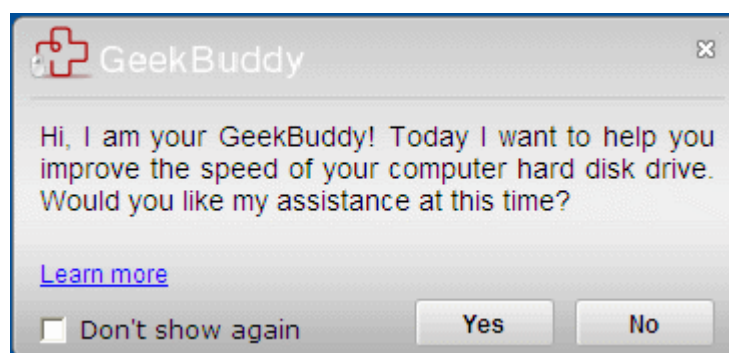 GeekBuddy
Hi, I am your GeekBuddy! Today I want to help you
improve the speed of your computer hard disk drive.
Would you like my assistance at this time?
Learn more
Don't show again
Yes
No